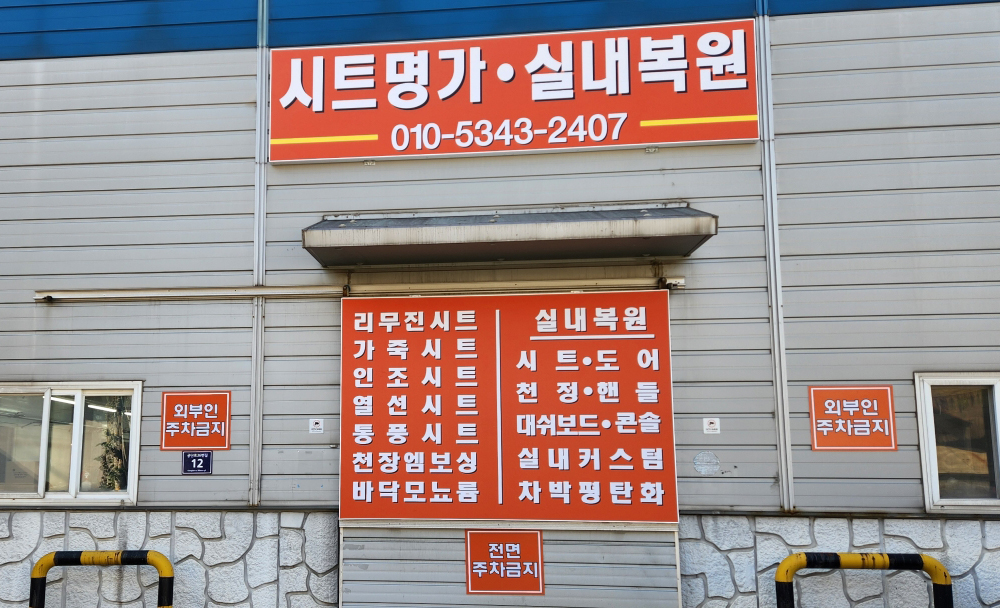 시트명가·실내복원
010-5343-2407
리무진시트
가죽시트
인조시트
열선시트
통풍시트
천장엠보싱
바닥모뇨륨
실내복원
시트·도어
천정·핸들
대쉬보드·콘솔
실내커스텀
차박평탄화
외부인
주차금지
12
외부인
주차금지
전면
주차금지